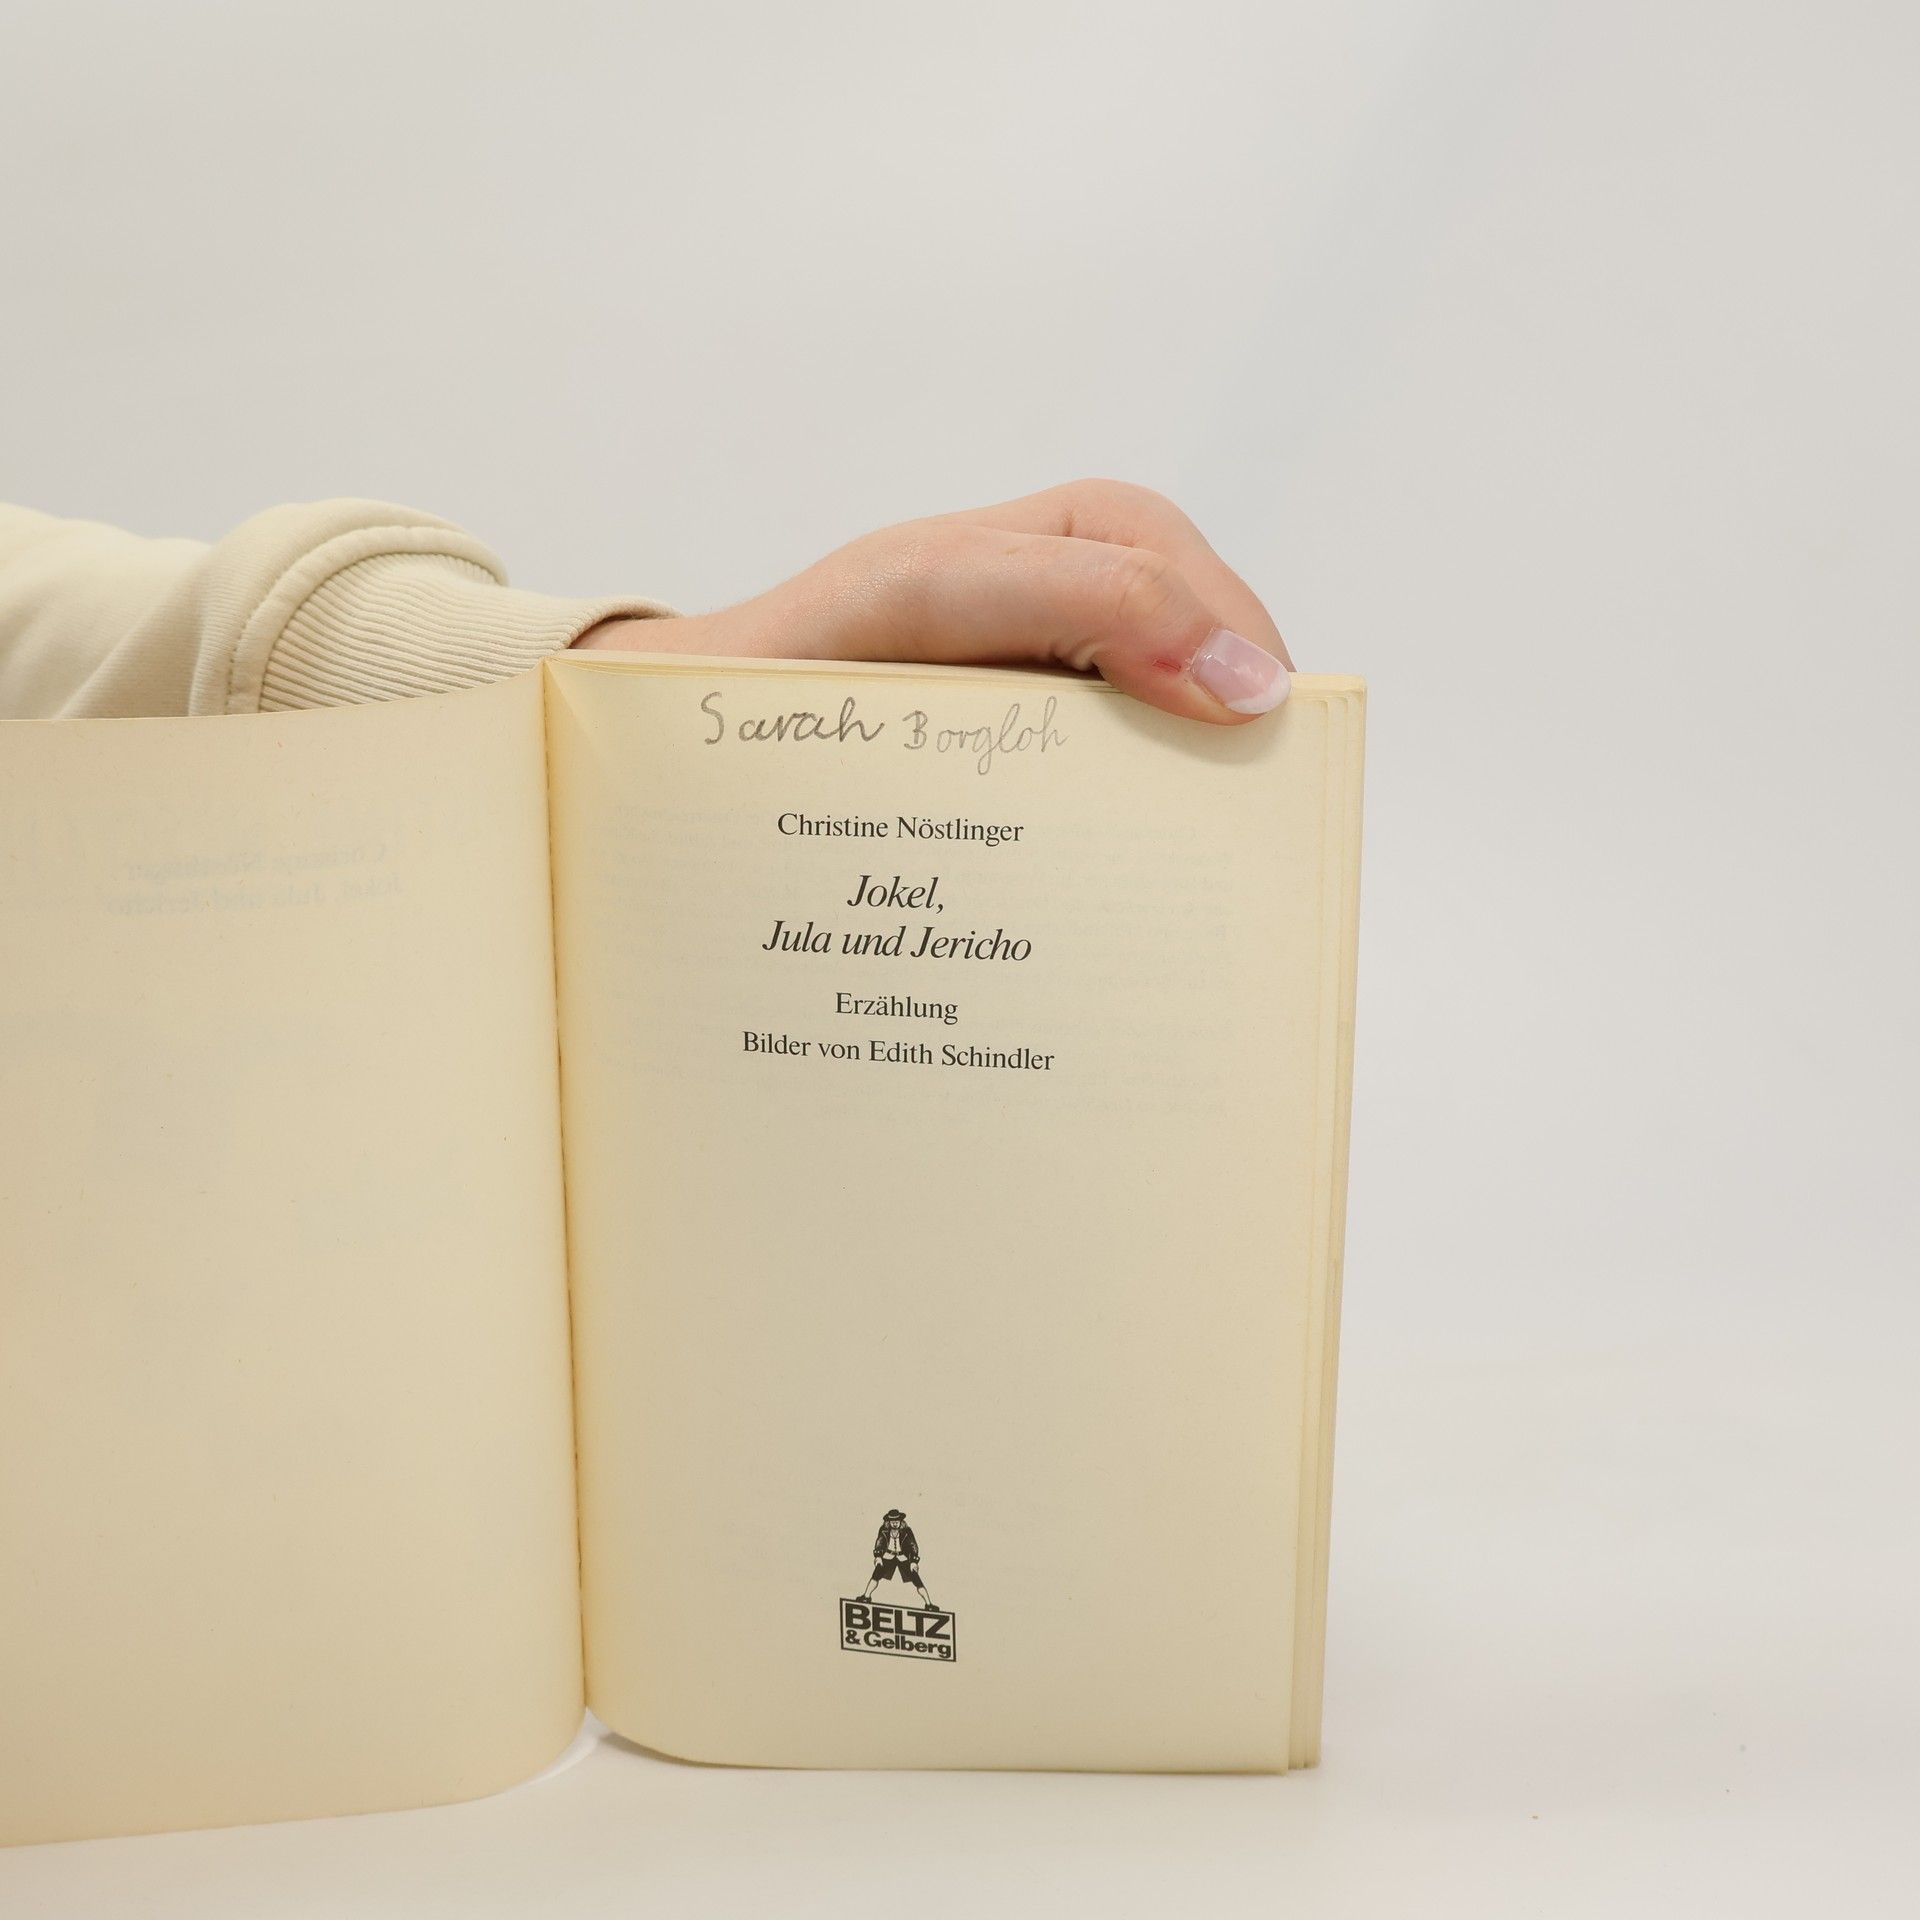 Sarah Borgloh
Christine Nöstlinger
Jokel,
Jula und Jericho
Erzählung
Bilder von Edith Schindler
BELTZ
& Gelberg